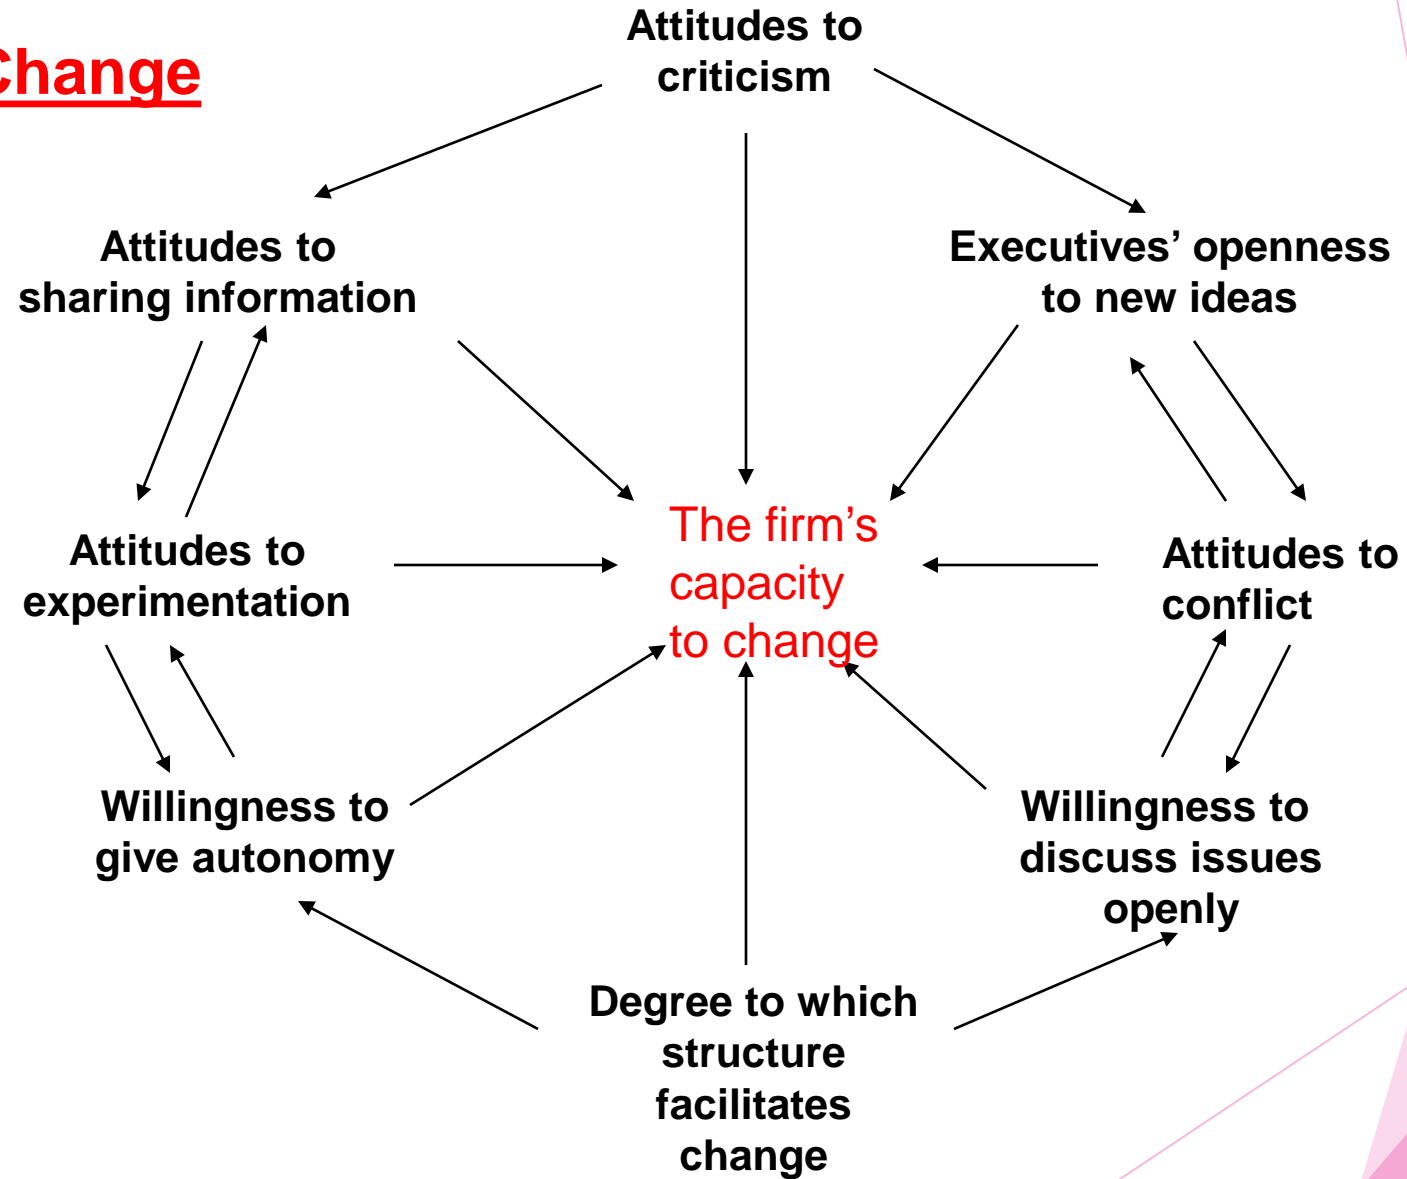 Change
Attitudes to
criticism
Attitudes to
sharing information
Executives’ openness
to new ideas
The firm’s
capacity
to change
Attitudes to
experimentation
Attitudes to
conflict
Willingness to
give autonomy
Willingness to
discuss issues
openly
Degree to which
structure
facilitates
change